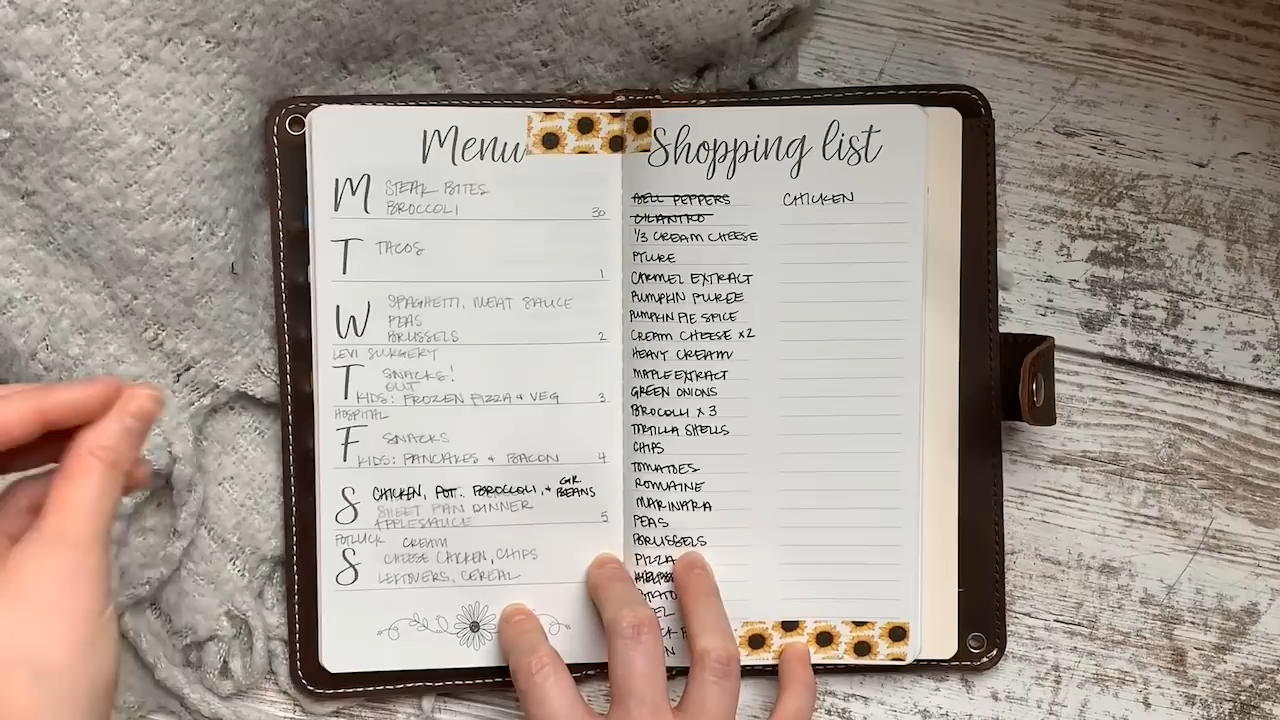 Menu
M STEAK BITES
BROCCOLI 30
T TACOS
1
W SPAGHETTI, MEAT SAUCE
PEAS
BRUSSELS 2
LEVI SURGERY
T SNACKS!
OUT
KIDS: FROZEN PIZZA & VEG 3
HOSPITAL
F SNACKS
KIDS: PANCAKES & BACON 4
S CHICKEN, POT. BROCCOLI, + GR. BEANS
SHEET PAN DINNER
APPLESAUCE 5
POTLUCK CREAM
S CHEESE CHICKEN, CHIPS
LEFTOVERS, CEREAL
Shopping list
BELL PEPPERS
CILANTRO
1/3 CREAM CHEESE
CARMEL EXTRACT
PUMPKIN PUREE
PUMPKIN PIE SPICE
CREAM CHEESE x2
HEAVY CREAM
MAPLE EXTRACT
GREEN ONIONS
BROCOLLI x 3
TORTILLA SHELLS
CHIPS
TOMATOES
ROMAINE
MARINARA
PEAS
BRUSSELS
PIZZA
CHICKEN